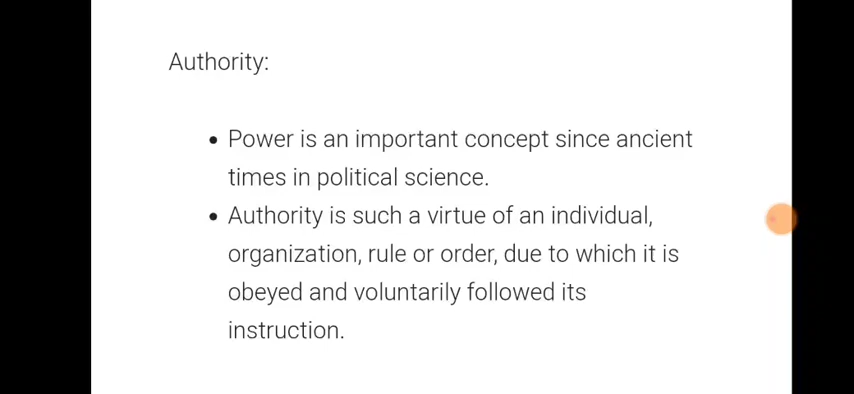 Authority:
• Power is an important concept since ancient
times in political science.
• Authority is such a virtue of an individual,
organization, rule or order, due to which it is
obeyed and voluntarily followed its
instruction.